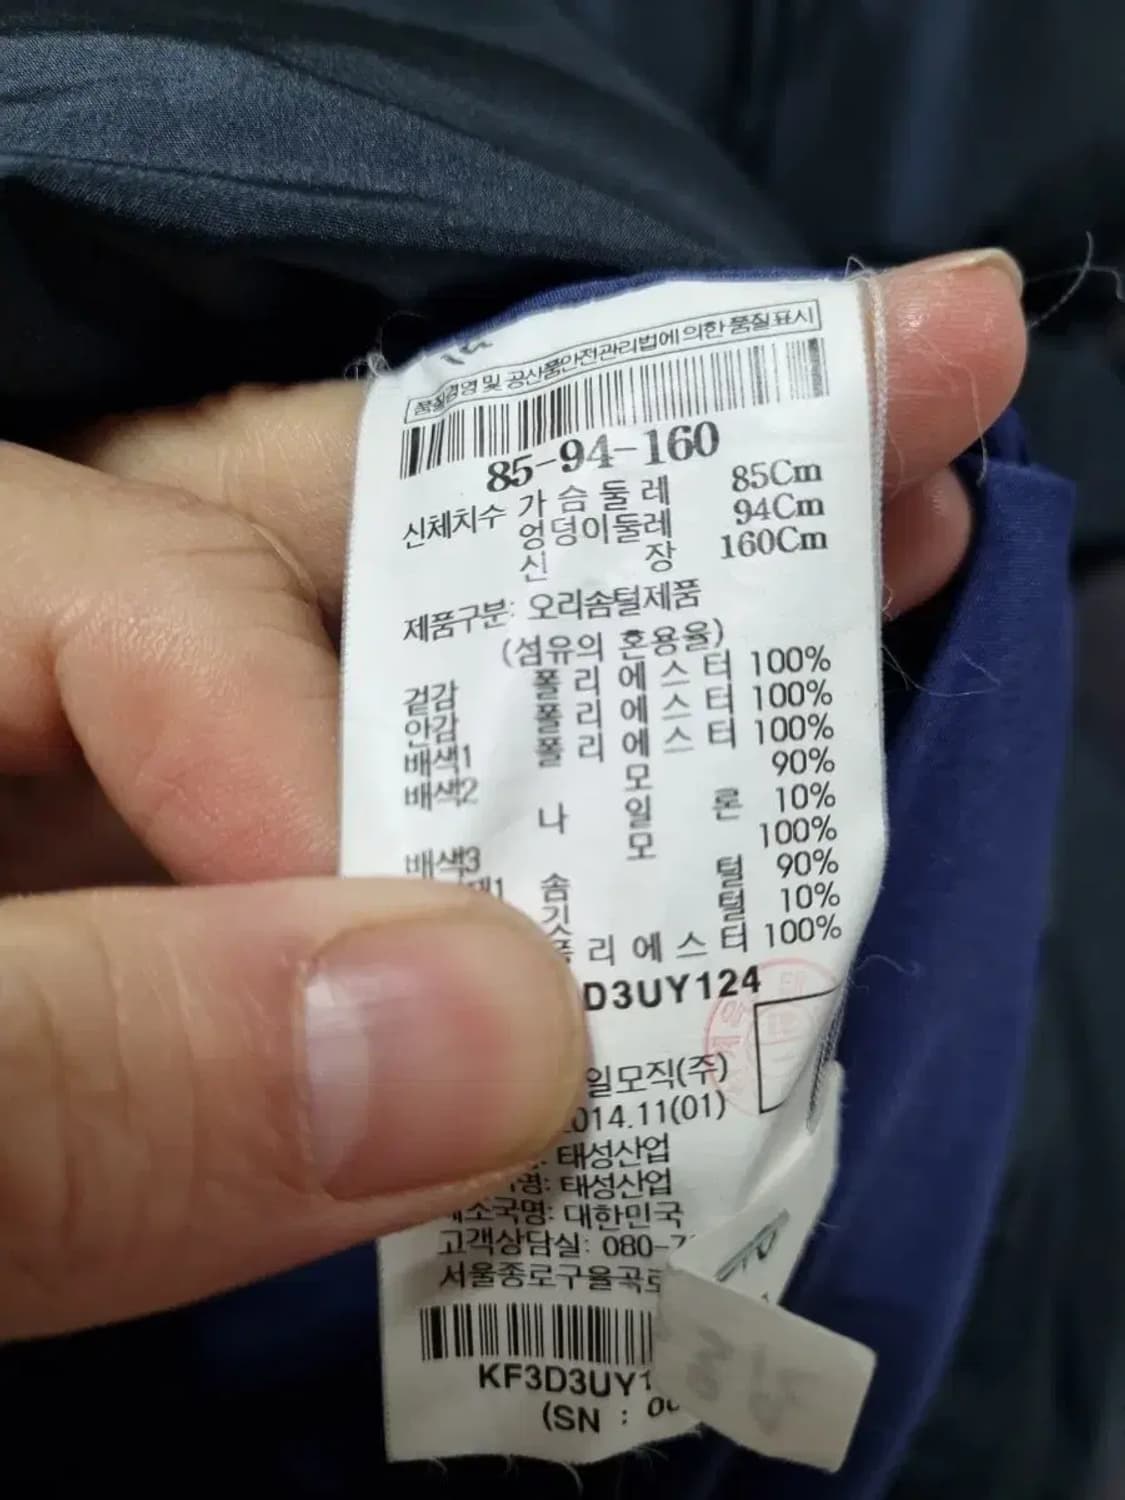 품질경영 및 공산품안전관리법에 의한 품질표시
85-94-160
신체치수 가슴둘레 85Cm
엉덩이둘레 94Cm
신 장 160Cm
제품구분: 오리솜털제품
(섬유의 혼용율)
겉감 폴리에스터 100%
안감 폴리에스터 100%
배색1 폴리에스터 100%
배색2 모 90%
나일론 10%
배색3 모 100%
솜털 90%
깃털 10%
리에스터 100%
D3UY124
일모직(주)
2014.11(01)
: 태성산업
명: 태성산업
제조국명: 대한민국
고객상담실: 080-7
서울종로구율곡로
KF3D3UY1
(SN : 00